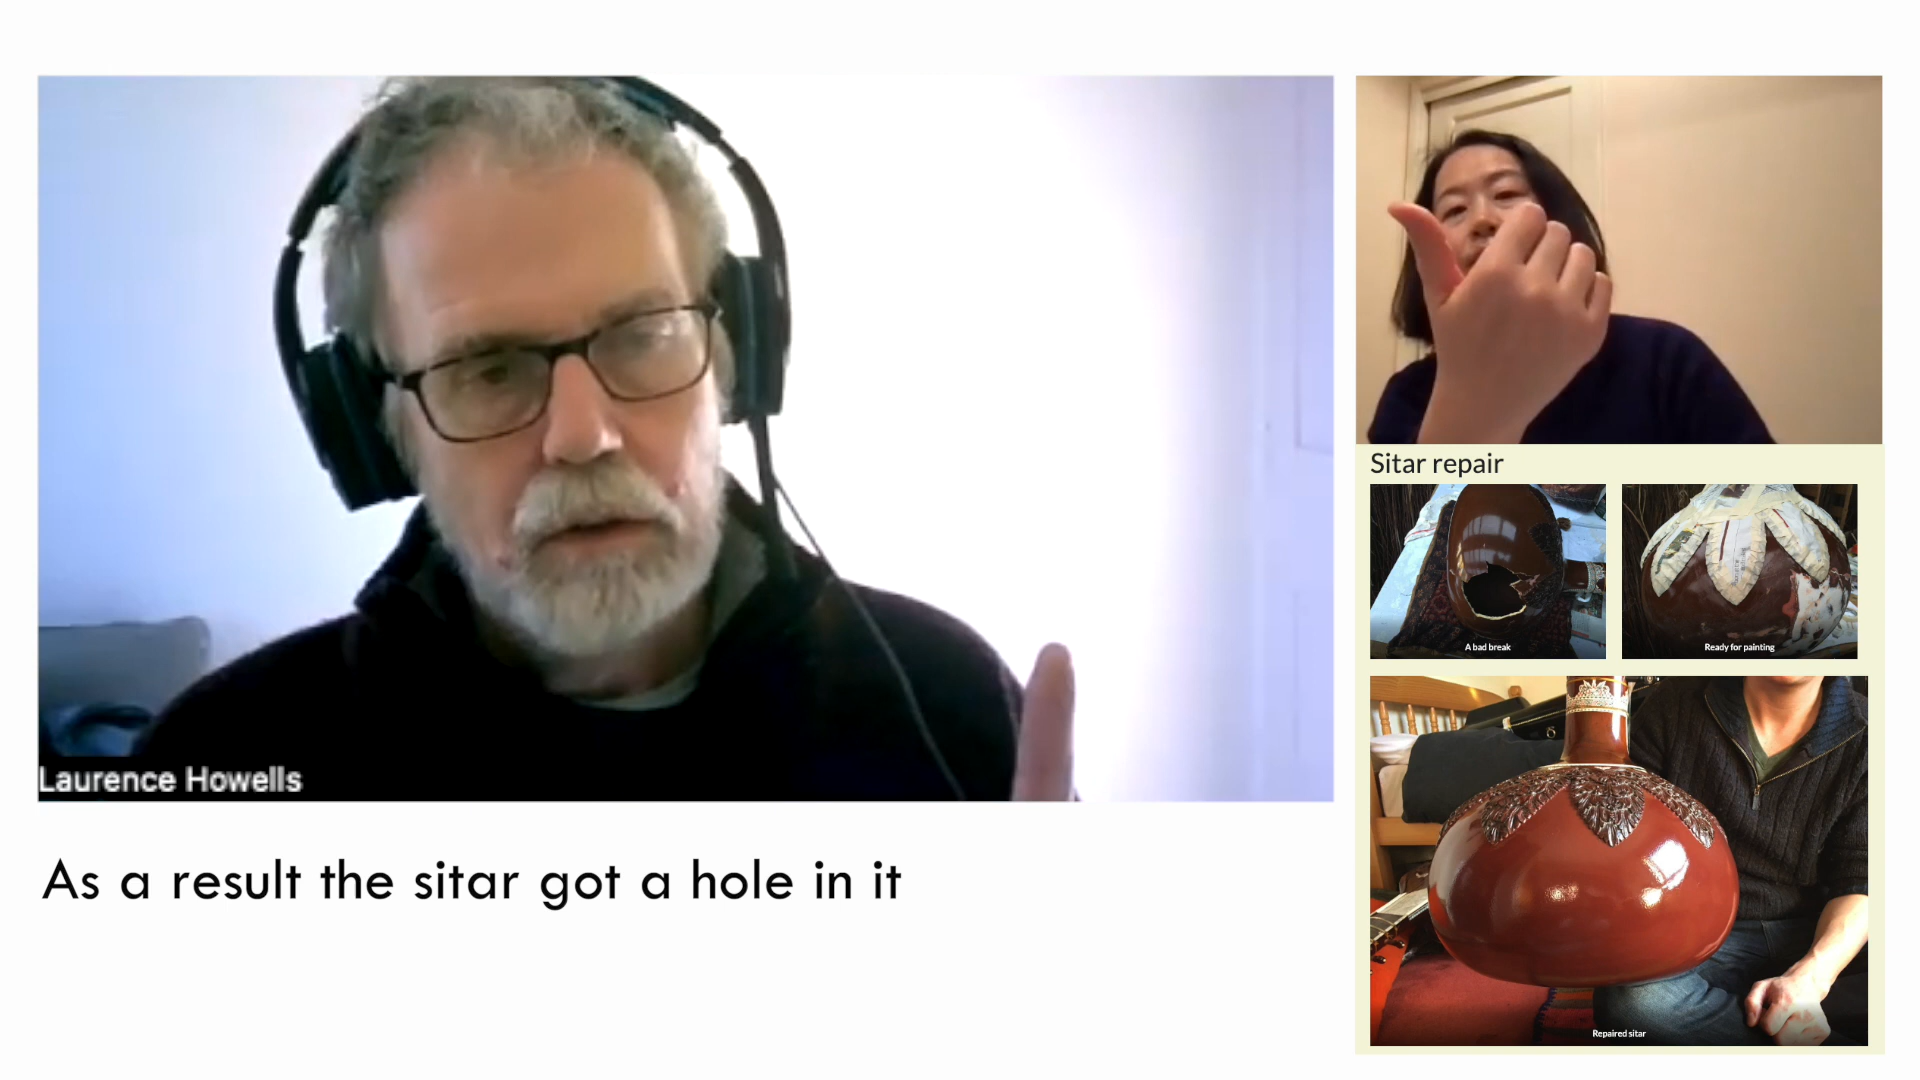 Laurence Howells
As a result the sitar got a hole in it
Sitar repair
A bad break
Ready for painting
Repaired sitar